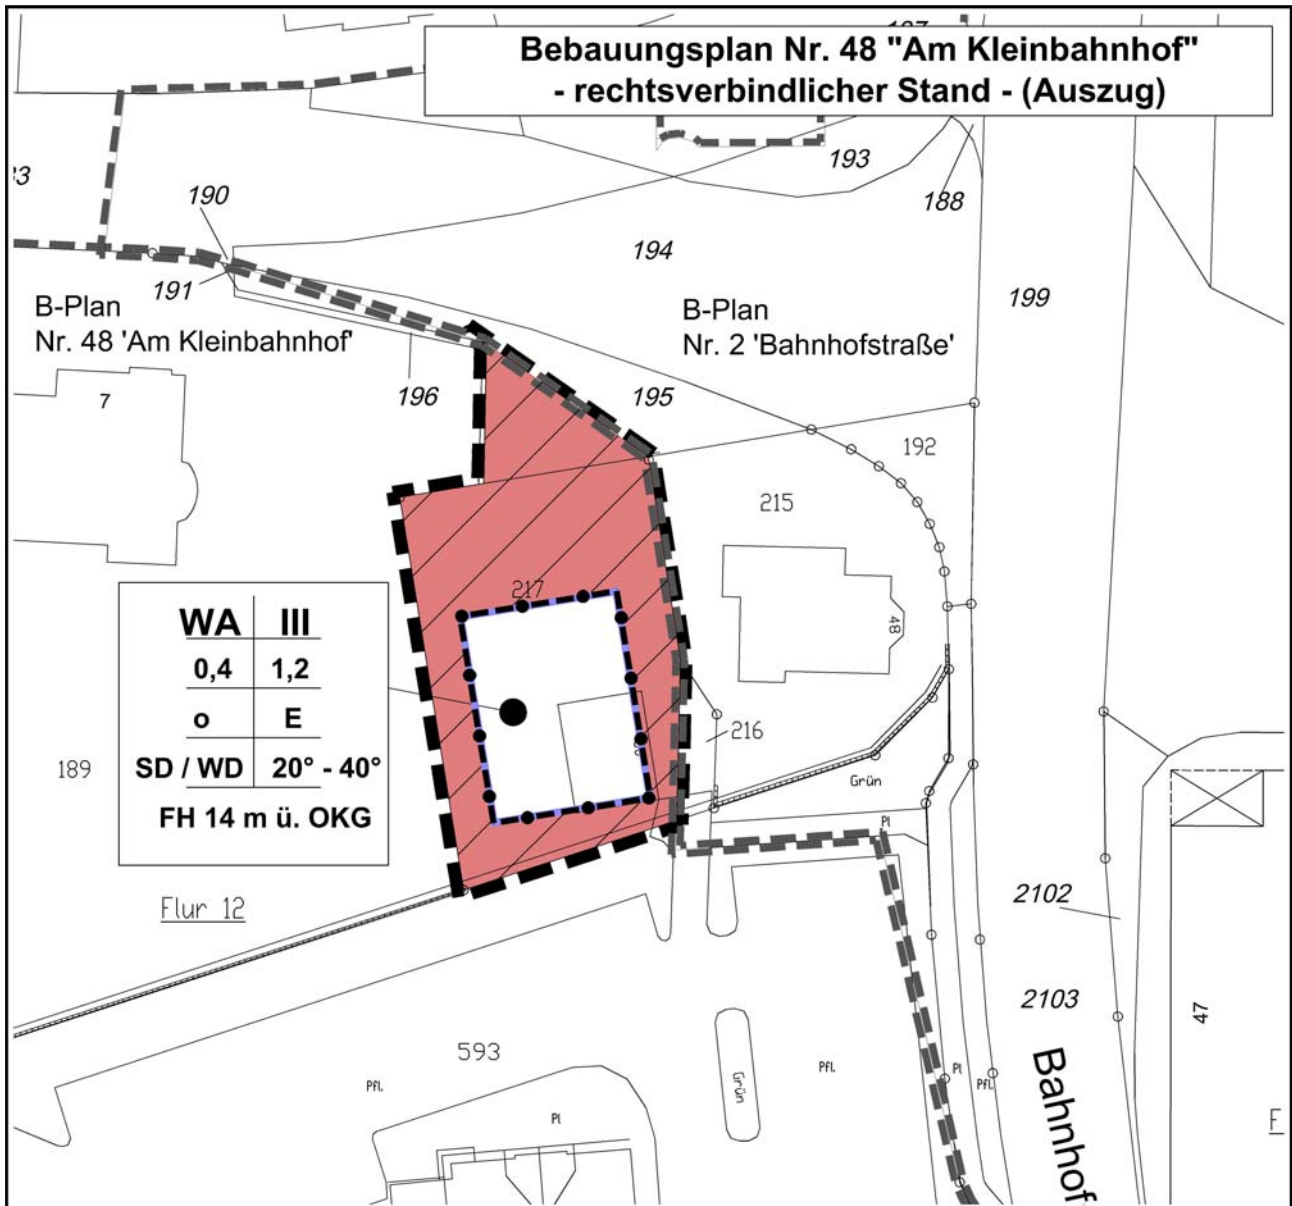 Bebauungsplan Nr. 48 "Am Kleinbahnhof"
- rechtsverbindlicher Stand - (Auszug)
193
188
190
194
191
199
B-Plan
Nr. 48 'Am Kleinbahnhof'
B-Plan
Nr. 2 'Bahnhofstraße'
196
195
7
192
215
217
48
WA III
0,4 1,2
o E
SD / WD 20° - 40°
FH 14 m ü. OKG
216
189
Grün
Pl
Flur 12
2102
2103
47
593
Pfl.
Pl
Grün
Pfl.
Pl
Pfl.
Bahnhof
F